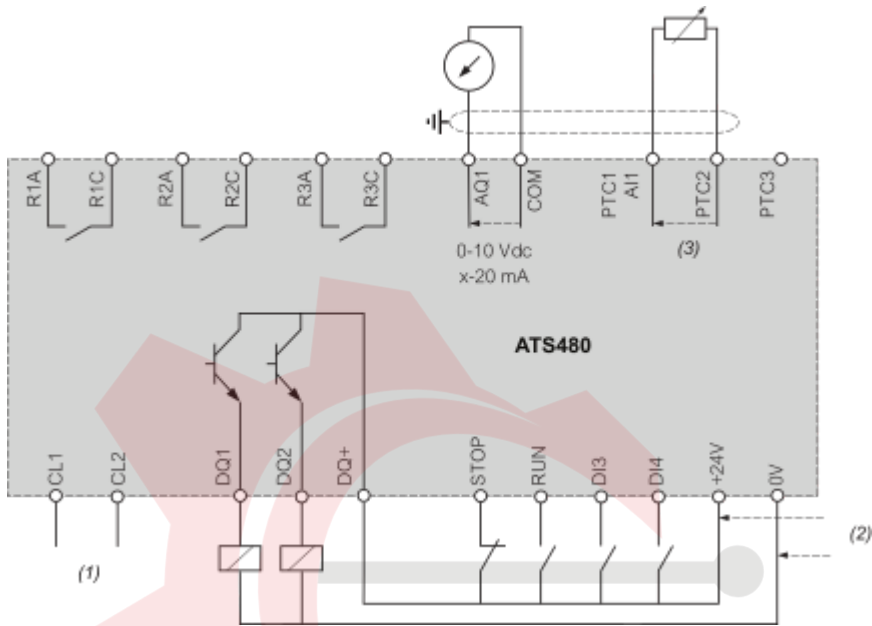 R1A
R1C
R2A
R2C
R3A
R3C
AQ1
COM
PTC1
AI1
PTC2
PTC3
0-10 Vdc
x-20 mA
(3)
ATS480
CL1
CL2
DQ1
DQ2
DQ+
STOP
RUN
DI3
DI4
+24V
0V
(1)
(2)